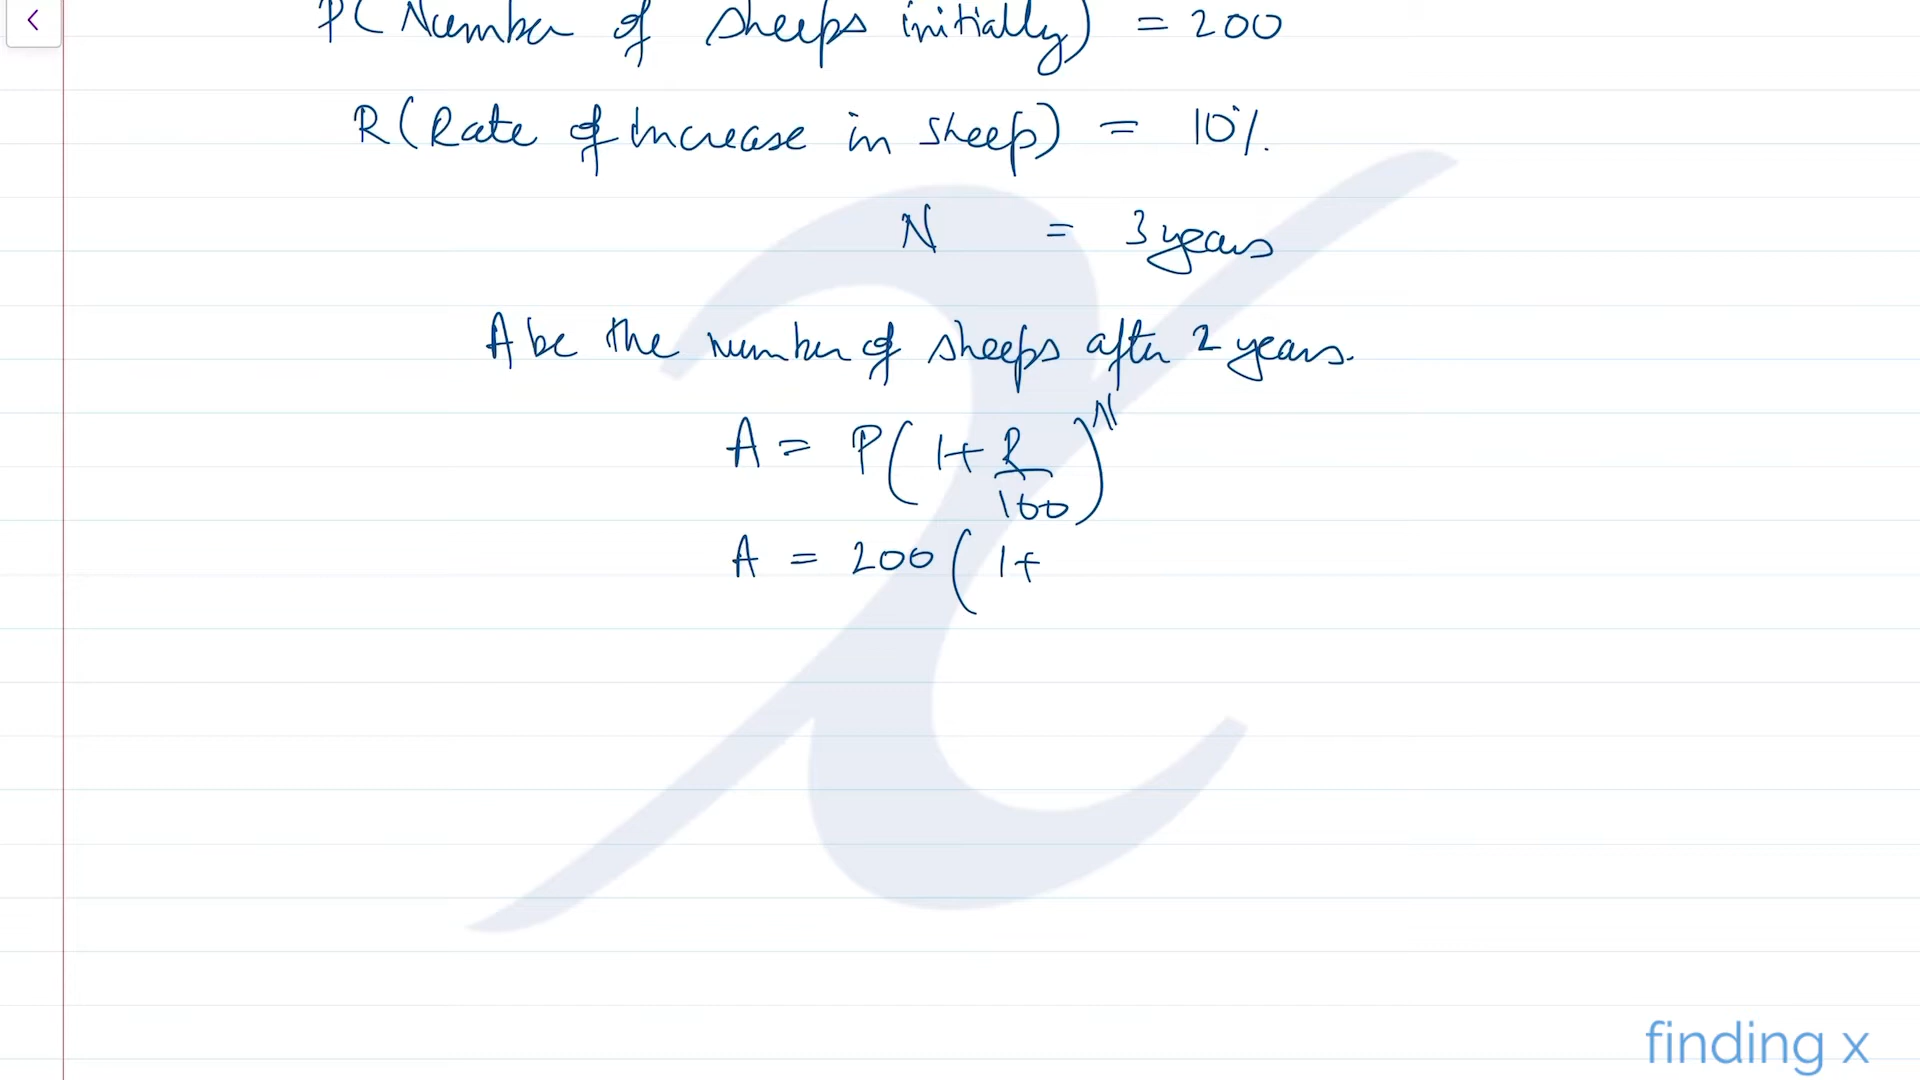 P( Number of sheeps initially) = 200
R(Rate of increase in sheep) = 10%.
N = 3 years
A be the number of sheeps after 2 years.
A = P( 1+ R/100 )^N
A = 200 ( 1+
finding x